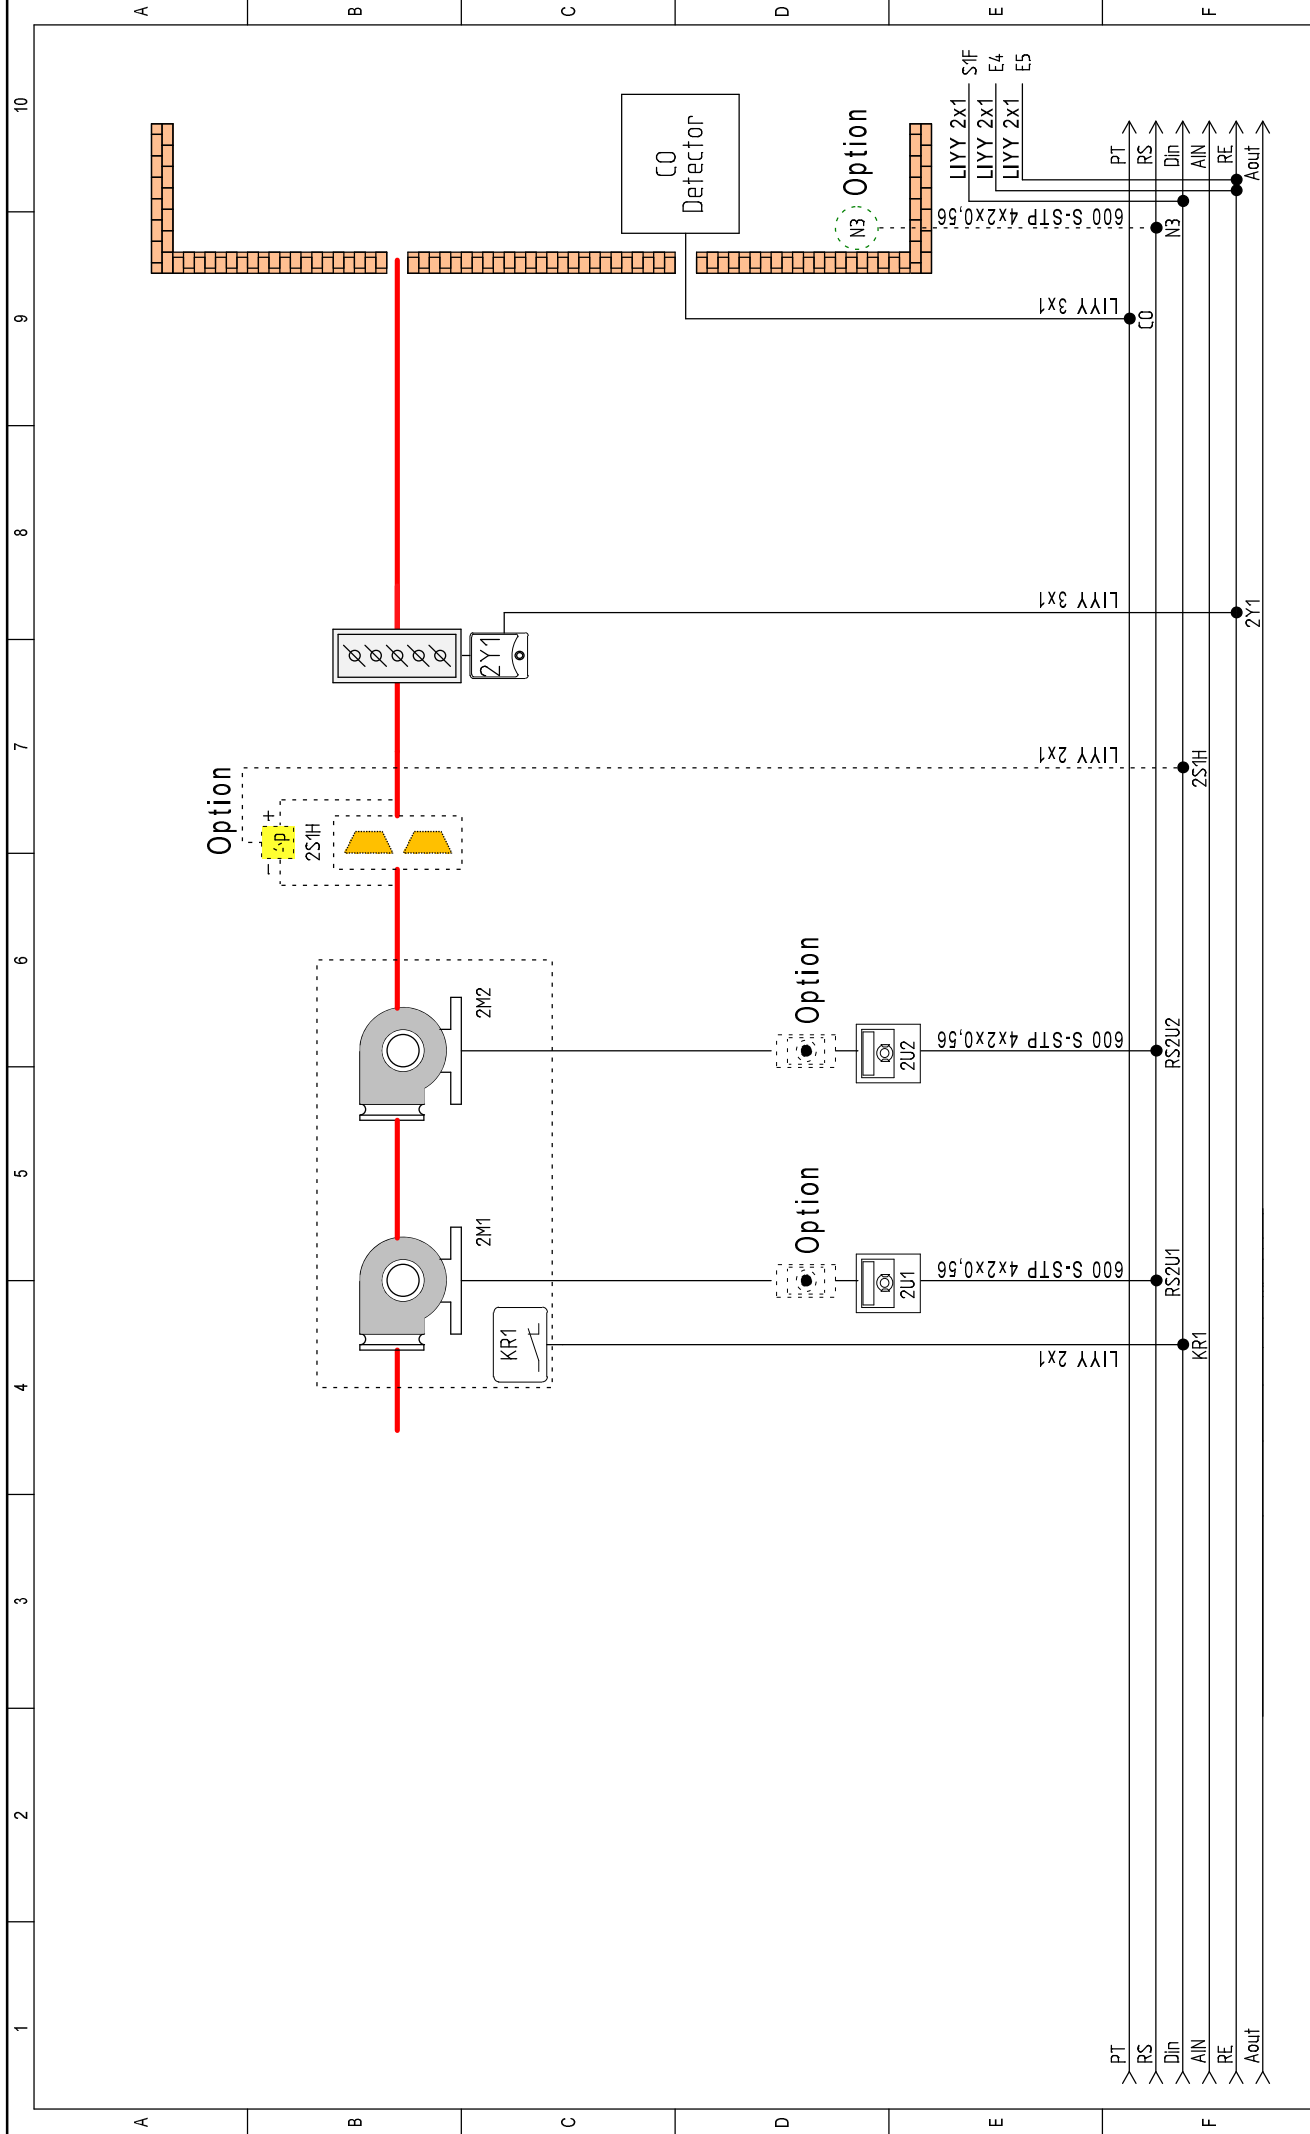 1
2
3
4
5
6
7
8
9
10
A
A
B
B
C
C
D
D
E
E
F
F
Option
- +
2S1H
2M1
2M2
KR1
2Y1
CO
Detector
Option
Option
N3 Option
2U1
2U2
LIYY 2x1
600 S-STP 4x2x0,56
600 S-STP 4x2x0,56
LIYY 2x1
LIYY 3x1
LIYY 3x1
600 S-STP 4x2x0,56
LIYY 2x1 S1F
LIYY 2x1 E4
LIYY 2x1 E5
PT PT
RS RS
Din Din
AIN AIN
RE RE
Aout Aout
KR1
RS2U1
RS2U2
2S1H
2Y1
CO
N3